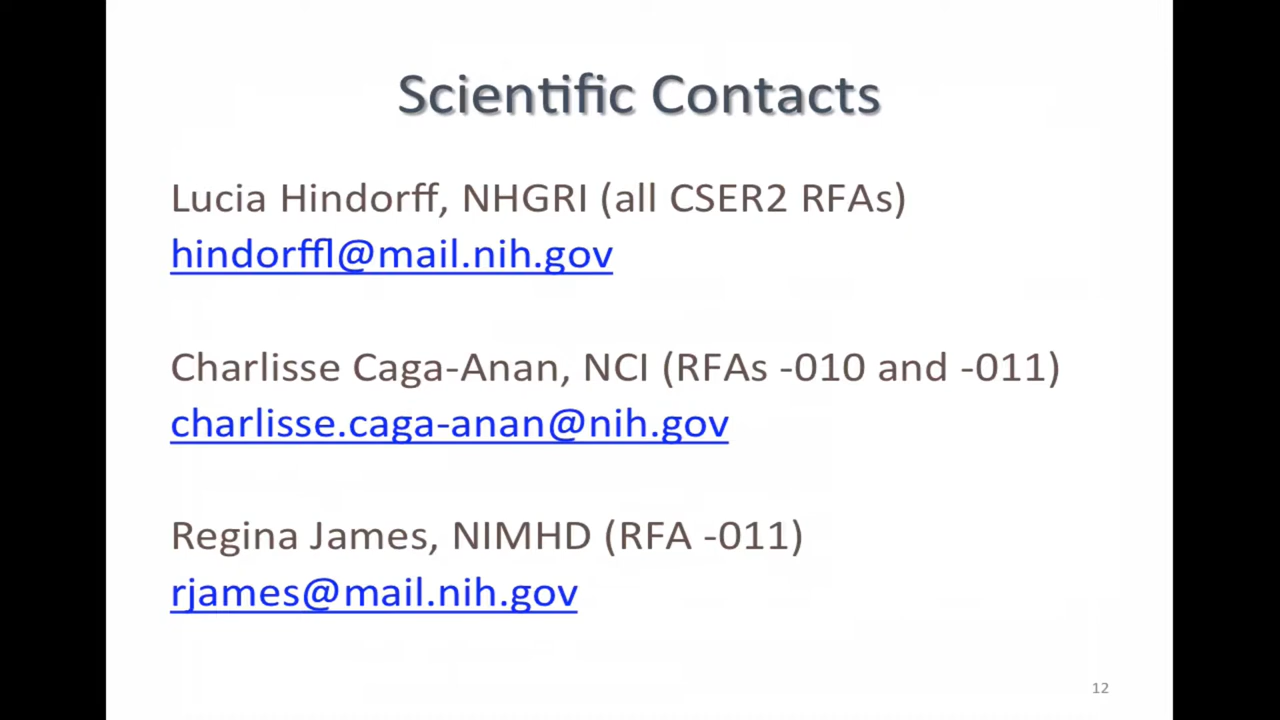 Scientific Contacts
Lucia Hindorff, NHGRI (all CSER2 RFAs)
hindorffl@mail.nih.gov
Charlisse Caga-Anan, NCI (RFAs -010 and -011)
charlisse.caga-anan@nih.gov
Regina James, NIMHD (RFA -011)
rjames@mail.nih.gov
12